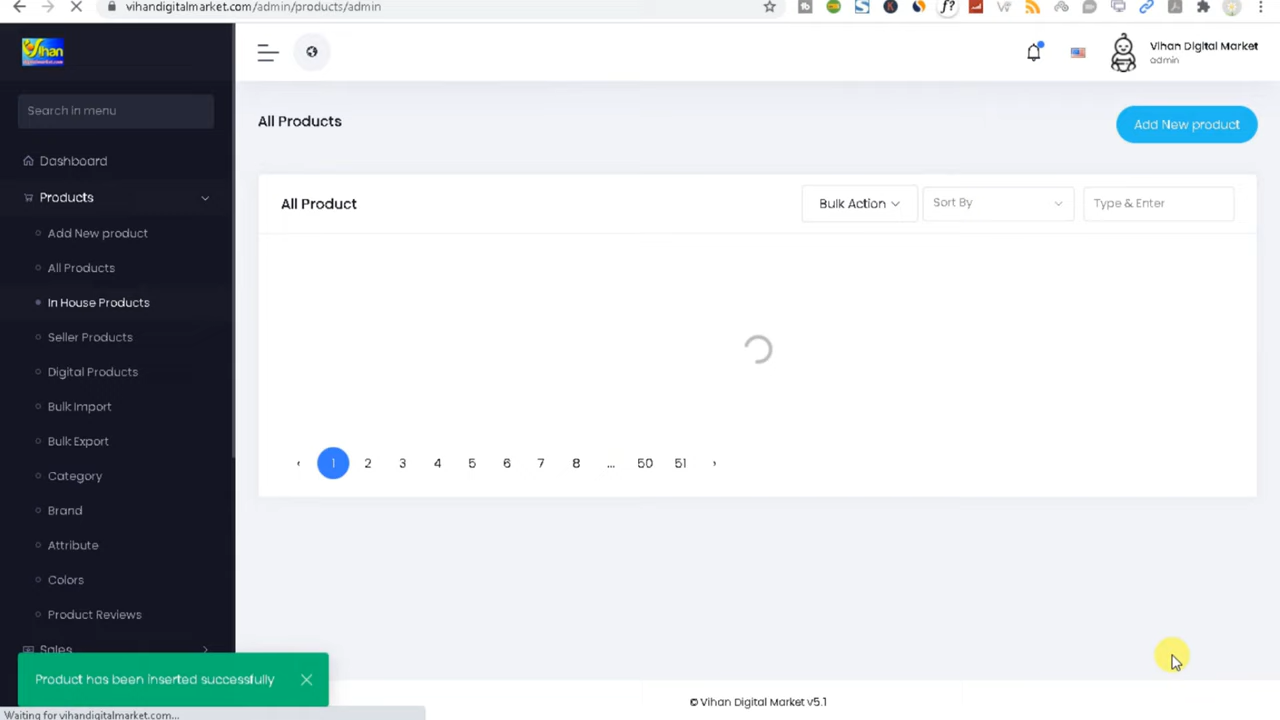 vihandigitalmarket.com/admin/products/admin
Vihan
Vihan Digital Market
admin
Search in menu
All Products
Add New product
Dashboard
Products
All Product
Bulk Action
Sort By
Type & Enter
Add New product
All Products
In House Products
Seller Products
Digital Products
Bulk Import
Bulk Export
‹ 1 2 3 4 5 6 7 8 ... 50 51 ›
Category
Brand
Attribute
Colors
Product Reviews
Sales
Product has been inserted successfully
© Vihan Digital Market v5.1
Waiting for vihandigitalmarket.com...